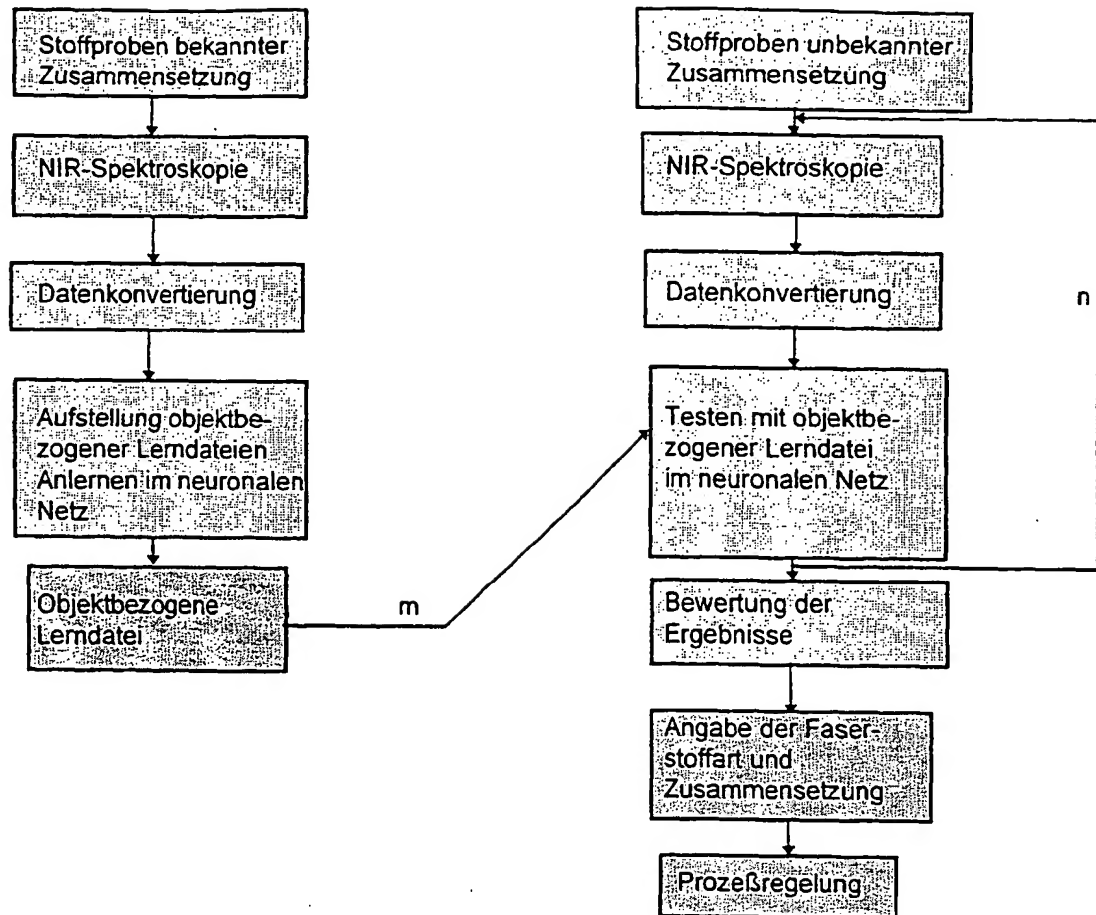 Stoffproben bekannter
Zusammensetzung
NIR-Spektroskopie
Datenkonvertierung
Aufstellung objektbe-
zogener Lerndateien
Anlernen im neuronalen
Netz
Objektbezogene
Lerndatei
m
Stoffproben unbekannter
Zusammensetzung
NIR-Spektroskopie
Datenkonvertierung
n
Testen mit objektbe-
zogener Lerndatei
im neuronalen Netz
Bewertung der
Ergebnisse
Angabe der Faser-
stoffart und
Zusammensetzung
Prozeßregelung